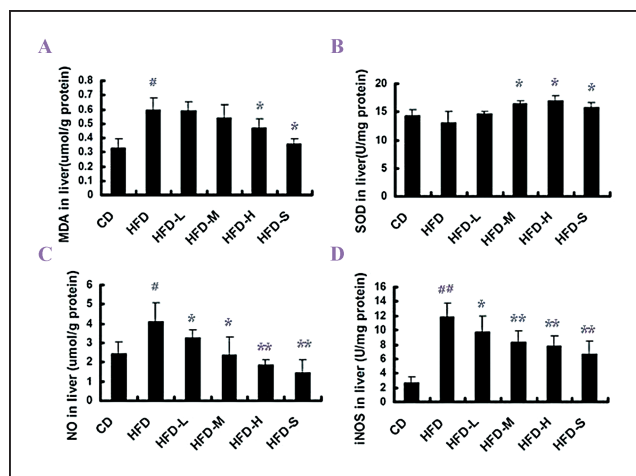 A
MDA in liver(umol/g protein)
0.8
0.7
0.6
0.5
0.4
0.3
0.2
0.1
0
#
*
*
CD
HFD
HFD-L
HFD-M
HFD-H
HFD-S
B
SOD in liver(U/mg protein)
20
15
10
5
0
*
*
*
CD
HFD
HFD-L
HFD-M
HFD-H
HFD-S
C
NO in liver (umol/g protein)
6
5
4
3
2
1
0
#
*
*
**
**
CD
HFD
HFD-L
HFD-M
HFD-H
HFD-S
D
iNOS in liver (U/mg protein)
16
14
12
10
8
6
4
2
0
##
*
**
**
**
CD
HFD
HFD-L
HFD-M
HFD-H
HFD-S